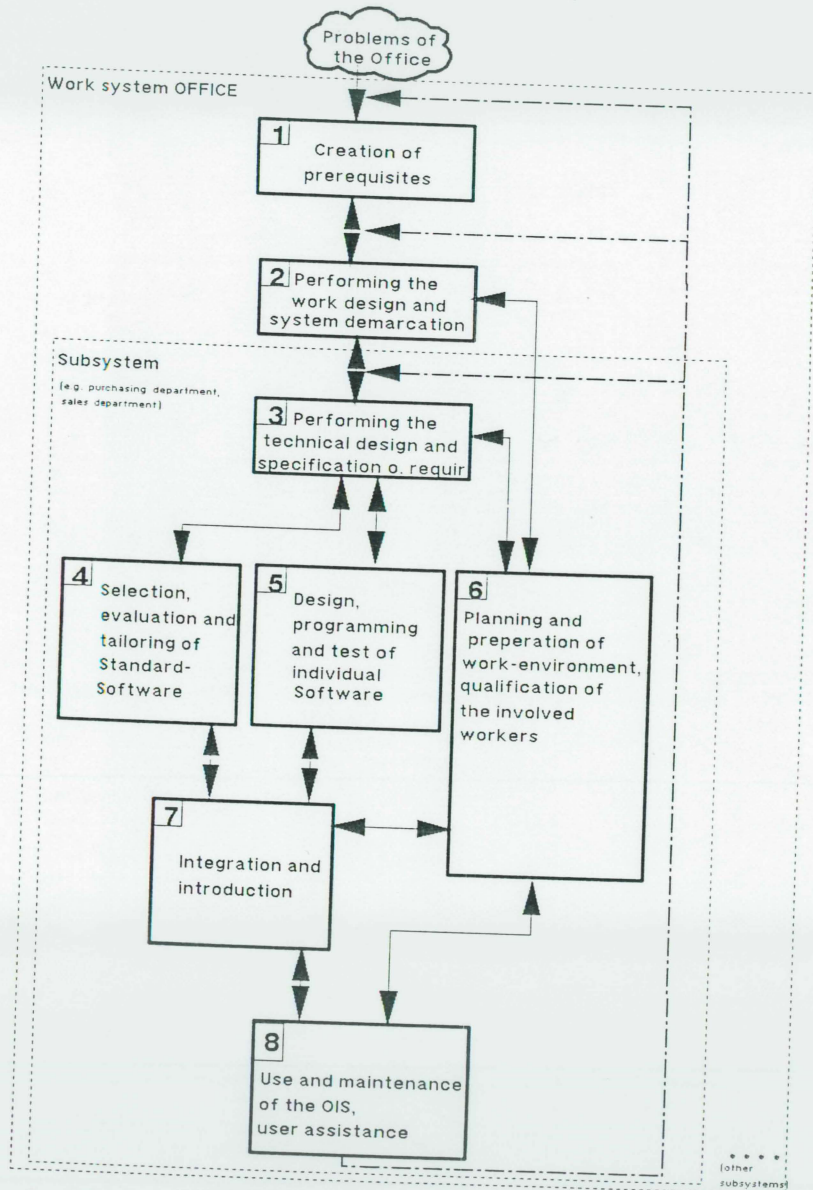 Problems of
the Office
Work system OFFICE
1
Creation of
prerequisites
2 Performing the
work design and
system demarcation
Subsystem
(e.g. purchasing department,
sales department)
3 Performing the
technical design and
specification o. requir
4
Selection,
evaluation and
tailoring of
Standard-
Software
5
Design,
programming
and test of
individual
Software
6
Planning and
preperation of
work-environment,
qualification of
the involved
workers
7
Integration and
introduction
8
Use and maintenance
of the OIS,
user assistance
(other
subsystems)